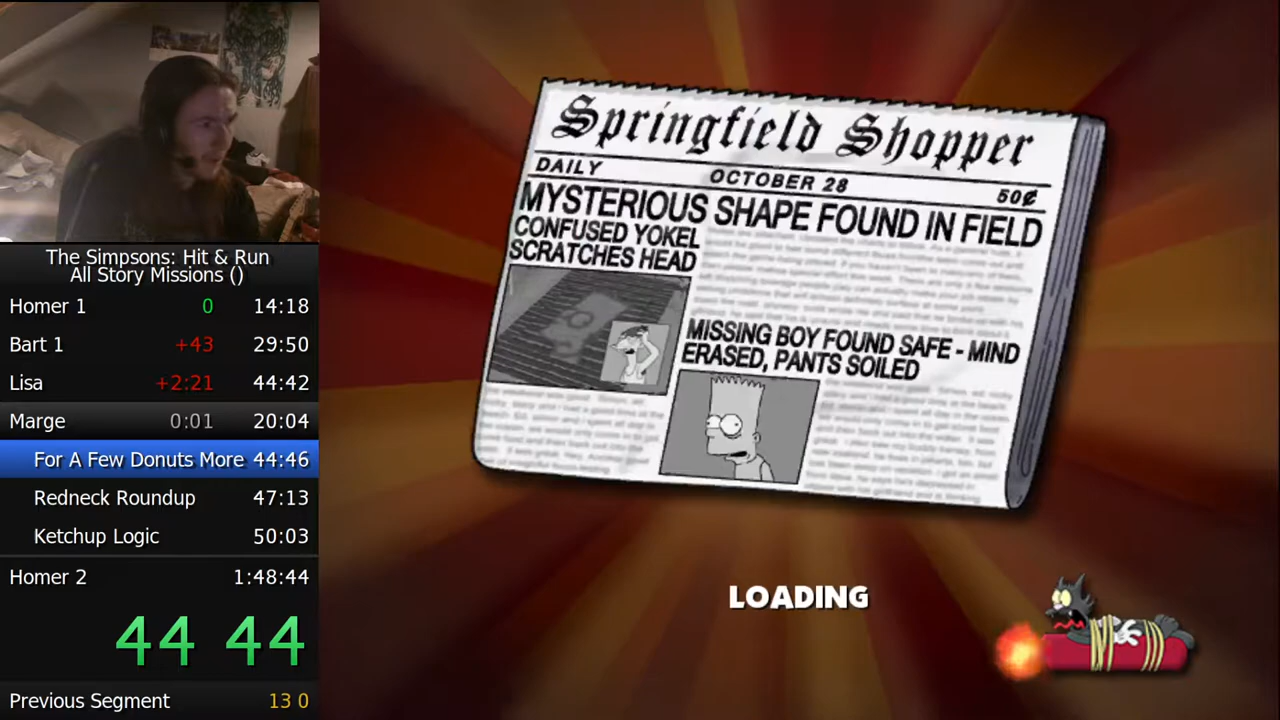 The Simpsons: Hit & Run
All Story Missions ()
Homer 1 0 14:18
Bart 1 +43 29:50
Lisa +2:21 44:42
Marge 0:01 20:04
For A Few Donuts More 44:46
Redneck Roundup 47:13
Ketchup Logic 50:03
Homer 2 1:48:44
44 44
Previous Segment 13 0
Springfield Shopper
DAILY OCTOBER 28 50¢
MYSTERIOUS SHAPE FOUND IN FIELD
CONFUSED YOKEL
SCRATCHES HEAD
MISSING BOY FOUND SAFE - MIND
ERASED, PANTS SOILED
LOADING